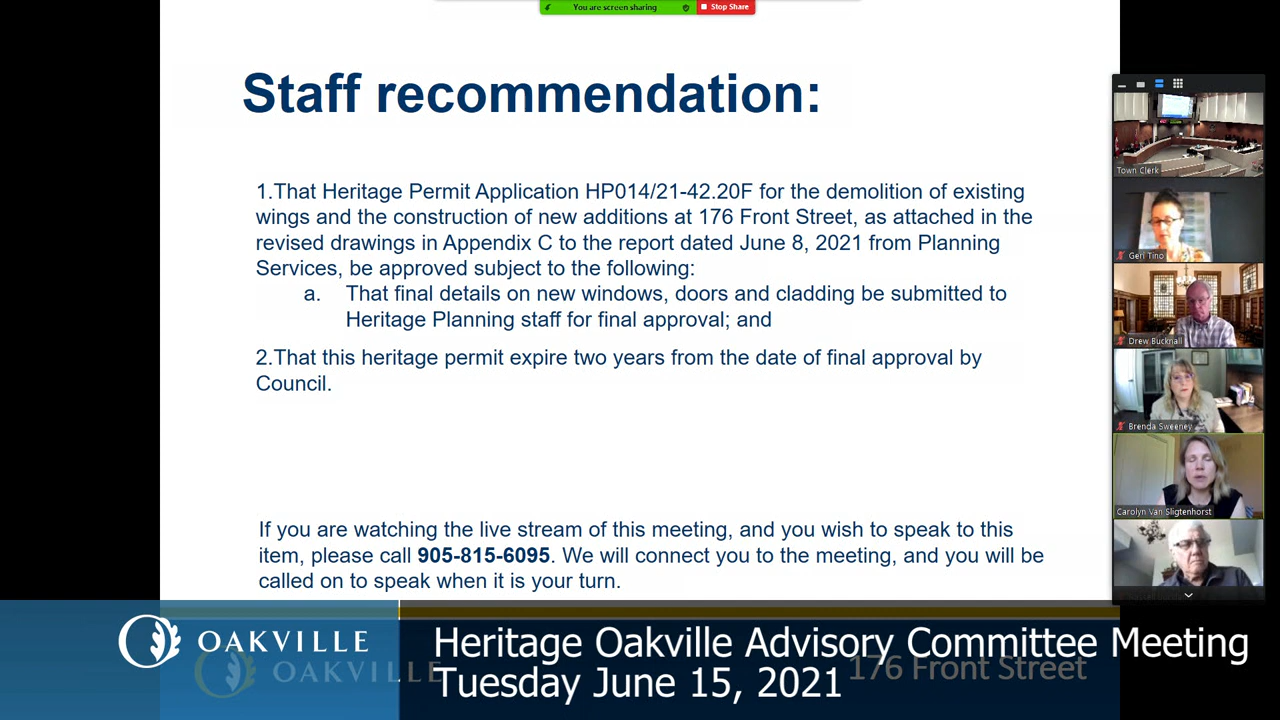 You are screen sharing
Stop Share
Staff recommendation:
1.That Heritage Permit Application HP014/21-42.20F for the demolition of existing
wings and the construction of new additions at 176 Front Street, as attached in the
revised drawings in Appendix C to the report dated June 8, 2021 from Planning
Services, be approved subject to the following:
a. That final details on new windows, doors and cladding be submitted to
Heritage Planning staff for final approval; and
2.That this heritage permit expire two years from the date of final approval by
Council.
If you are watching the live stream of this meeting, and you wish to speak to this
item, please call 905-815-6095. We will connect you to the meeting, and you will be
called on to speak when it is your turn.
Town Clerk
Geri Tino
Drew Bucknall
Brenda Sweeney
Carolyn Van Sligtenhorst
OAKVILLE
OAKVILLE
Heritage Oakville Advisory Committee Meeting
176 Front Street
Tuesday June 15, 2021